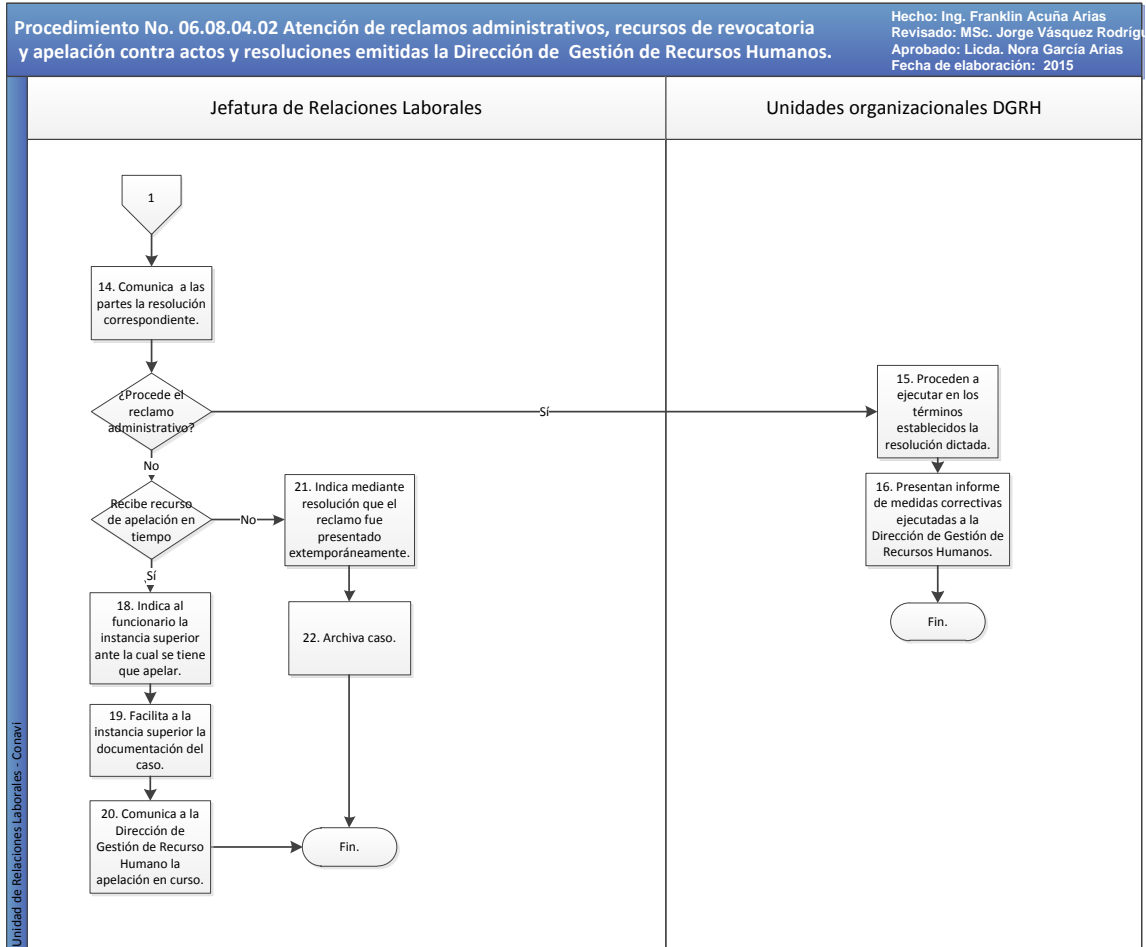 Procedimiento No. 06.08.04.02 Atención de reclamos administrativos, recursos de revocatoria
y apelación contra actos y resoluciones emitidas la Dirección de Gestión de Recursos Humanos.
Hecho: Ing. Franklin Acuña Arias
Revisado: MSc. Jorge Vásquez Rodrígu
Aprobado: Licda. Nora García Arias
Fecha de elaboración: 2015
Unidad de Relaciones Laborales - Conavi
Jefatura de Relaciones Laborales
Unidades organizacionales DGRH
1
14. Comunica a las
partes la resolución
correspondiente.
¿Procede el
reclamo
administrativo?
Sí
15. Proceden a
ejecutar en los
términos
establecidos la
resolución dictada.
16. Presentan informe
de medidas correctivas
ejecutadas a la
Dirección de Gestión de
Recursos Humanos.
Fin.
No
Recibe recurso
de apelación en
tiempo
No
21. Indica mediante
resolución que el
reclamo fue
presentado
extemporáneamente.
22. Archiva caso.
Sí
18. Indica al
funcionario la
instancia superior
ante la cual se tiene
que apelar.
19. Facilita a la
instancia superior la
documentación del
caso.
20. Comunica a la
Dirección de
Gestión de Recurso
Humano la
apelación en curso.
Fin.